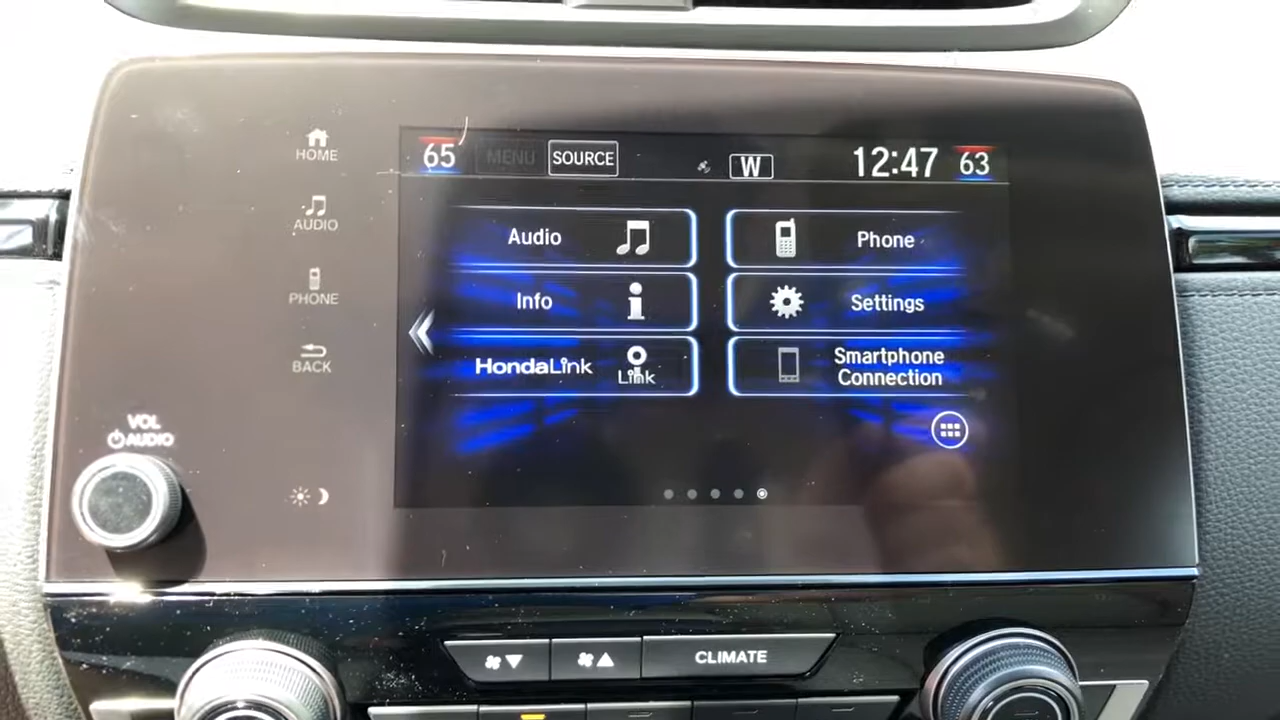 HOME
AUDIO
PHONE
BACK
VOL
AUDIO
65 MENU SOURCE W 12:47 63
Audio
Phone
Info
Settings
HondaLink
Link
Smartphone
Connection
CLIMATE